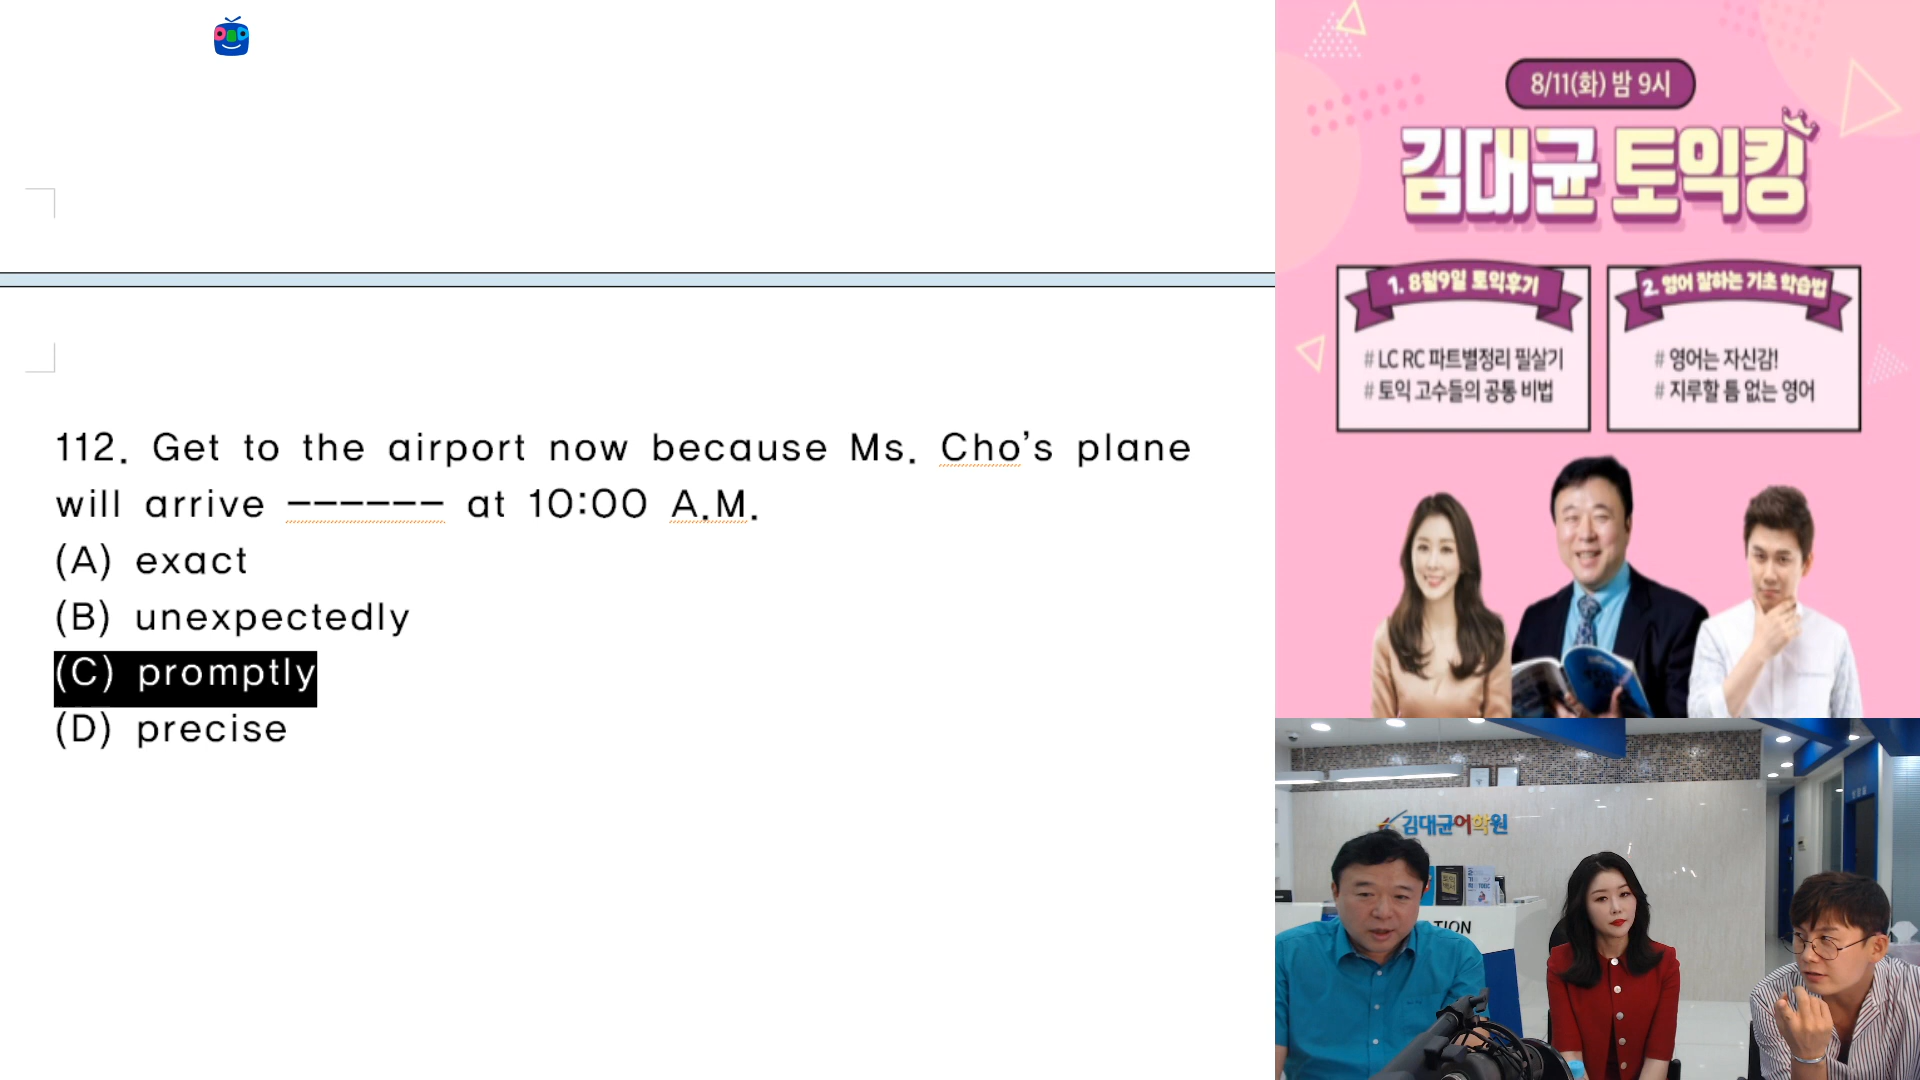 112. Get to the airport now because Ms. Cho's plane
will arrive ------ at 10:00 A.M.
(A) exact
(B) unexpectedly
(C) promptly
(D) precise
8/11(화) 밤 9시
김대균 토익킹
1. 8월9일 토익후기
# LC RC 파트별정리 필살기
# 토익 고수들의 공통 비법
2. 영어 잘하는 기초 학습법
# 영어는 자신감!
# 지루할 틈 없는 영어
김대균어학원
TION